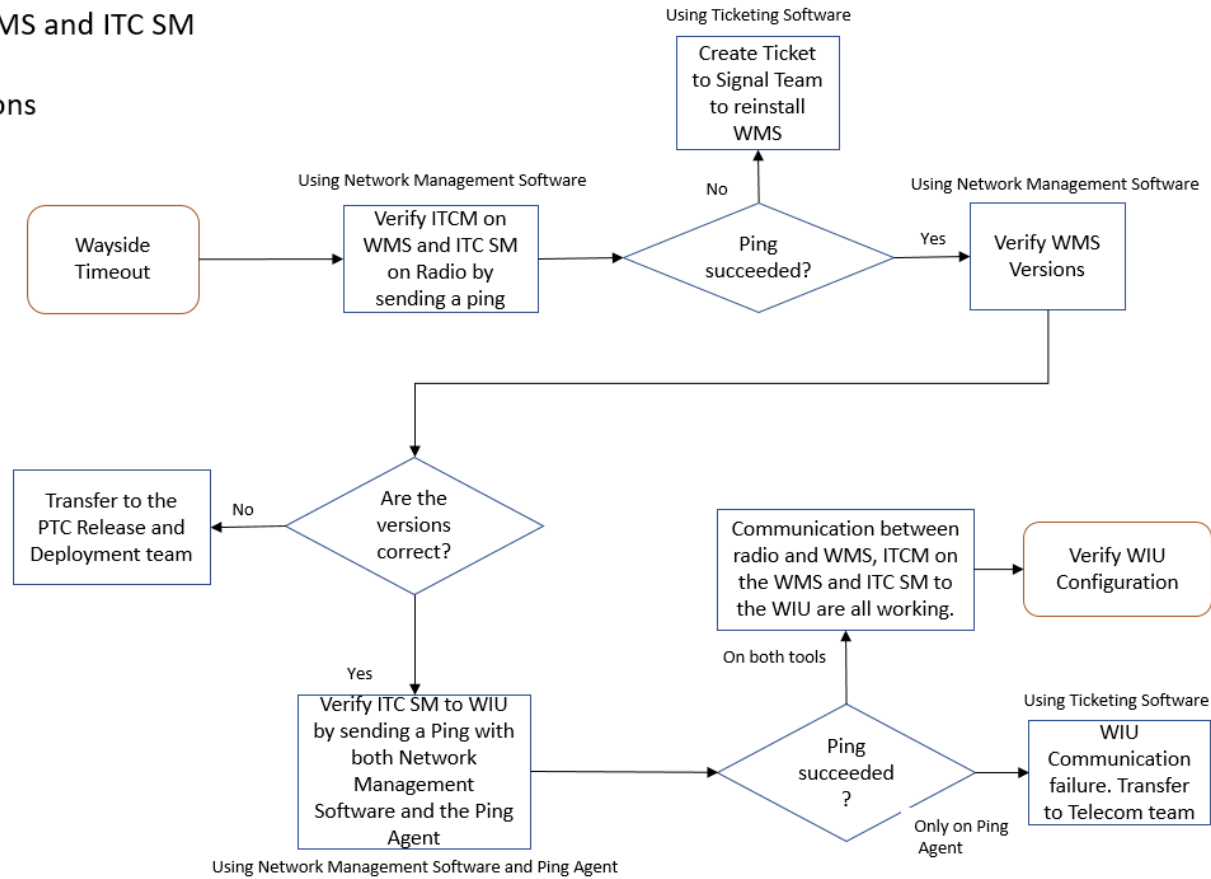 MS and ITC SM
ons
Using Ticketing Software
Create Ticket
to Signal Team
to reinstall
WMS
No
Using Network Management Software
Using Network Management Software
Wayside
Timeout
Verify ITCM on
WMS and ITC SM
on Radio by
sending a ping
Ping
succeeded?
Yes
Verify WMS
Versions
Transfer to the
PTC Release and
Deployment team
No
Are the
versions
correct?
Yes
Verify ITC SM to WIU
by sending a Ping with
both Network
Management
Software and the Ping
Agent
Using Network Management Software and Ping Agent
Communication between
radio and WMS, ITCM on
the WMS and ITC SM to
the WIU are all working.
Verify WIU
Configuration
On both tools
Ping
succeeded
?
Only on Ping
Agent
Using Ticketing Software
WIU
Communication
failure. Transfer
to Telecom team